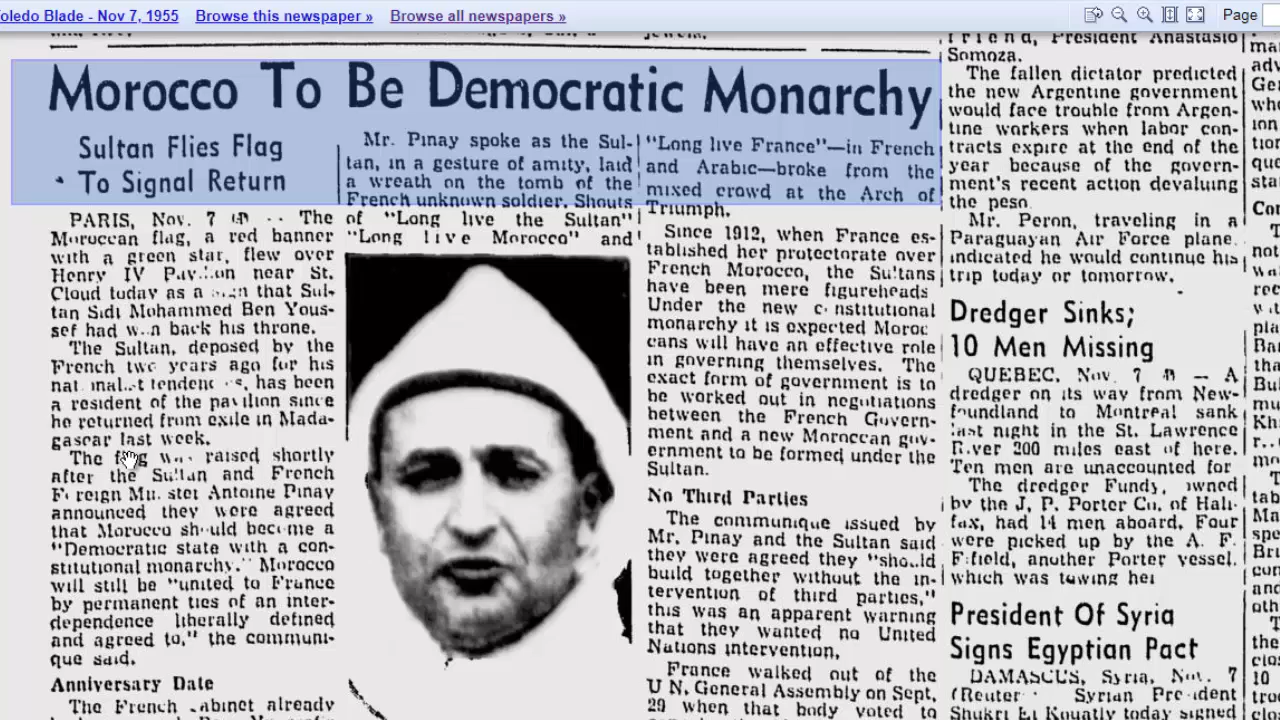 Toledo Blade - Nov 7, 1955 Browse this newspaper » Browse all newspapers » Page
Morocco To Be Democratic Monarchy
Sultan Flies Flag
To Signal Return
PARIS, Nov. 7 (AP) -- The
Moroccan flag, a red banner
with a green star, flew over
Henry IV Pavilion near St.
Cloud today as a sign that Sul-
tan Sidi Mohammed Ben Yous-
sef had won back his throne.
The Sultan, deposed by the
French two years ago for his
nationalist tendencies, has been
a resident of the pavilion since
he returned from exile in Mada-
gascar last week.
The flag was raised shortly
after the Sultan and French
Foreign Minister Antoine Pinay
announced they were agreed
that Morocco should become a
"Democratic state with a con-
stitutional monarchy." Morocco
will still be "united to France
by permanent ties of an inter-
dependence liberally defined
and agreed to," the communi-
que said.
Anniversary Date
The French cabinet already
Mr. Pinay spoke as the Sul-
tan, in a gesture of amity, laid
a wreath on the tomb of the
French unknown soldier. Shouts
of "Long live the Sultan"
"Long live Morocco" and
"Long live France"—in French
and Arabic—broke from the
mixed crowd at the Arch of
Triumph.
Since 1912, when France es-
tablished her protectorate over
French Morocco, the Sultans
have been mere figureheads
Under the new constitutional
monarchy it is expected Moroc
cans will have an effective role
in governing themselves. The
exact form of government is to
be worked out in negotiations
between the French Govern-
ment and a new Moroccan gov-
ernment to be formed under the
Sultan.
No Third Parties
The communique issued by
Mr. Pinay and the Sultan said
they were agreed they "should
build together without the in-
tervention of third parties,"
this was an apparent warning
that they wanted no United
Nations intervention.
France walked out of the
U N. General Assembly on Sept.
29 when that body voted to
friend, President Anastasio
Somoza.
The fallen dictator predicted
the new Argentine government
would face trouble from Argen-
tine workers when labor con-
tracts expire at the end of the
year because of the govern-
ment's recent action devaluing
the peso.
Mr. Peron, traveling in a
Paraguayan Air Force plane,
indicated he would continue his
trip today or tomorrow.
Dredger Sinks;
10 Men Missing
QUEBEC, Nov. 7 (AP) — A
dredger on its way from New-
foundland to Montreal sank
last night in the St. Lawrence
River 200 miles east of here.
Ten men are unaccounted for
The dredger Fundy, owned
by the J. P. Porter Co. of Hali-
fax, had 14 men aboard. Four
were picked up by the A. F.
Fifield, another Porter vessel,
which was towing her
President Of Syria
Signs Egyptian Pact
DAMASCUS, Syria, Nov. 7
(Reuter Syrian President
Shukri El Kouatly today signed